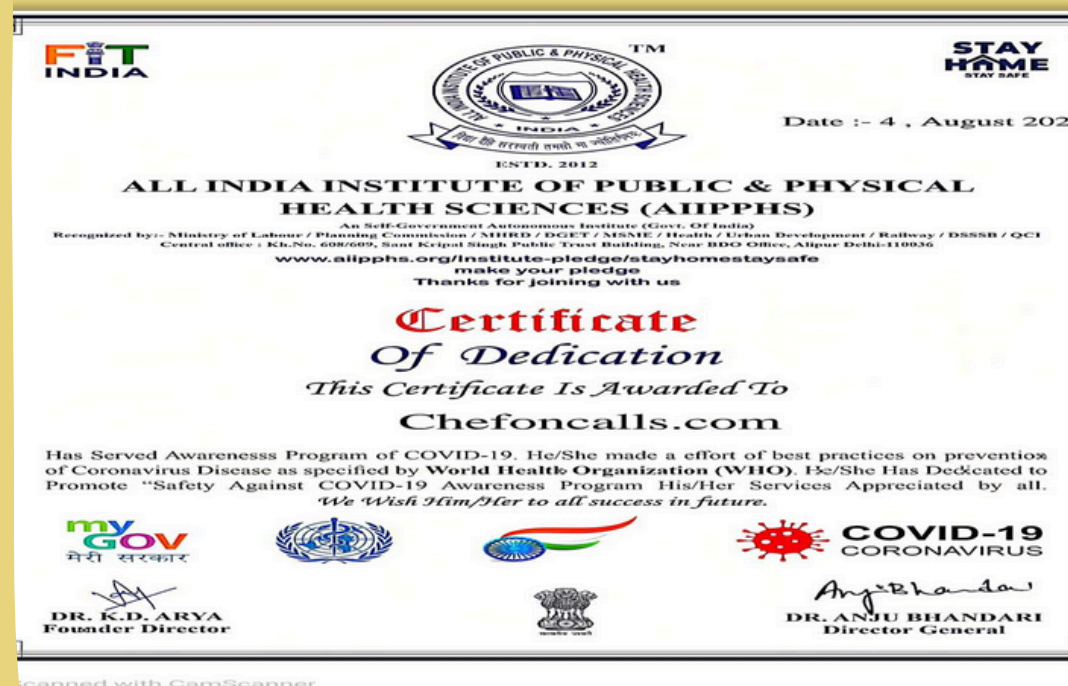 FIT
INDIA
STAY
HOME
STAY SAFE
ALL INDIA INSTITUTE OF PUBLIC & PHYSICAL HEALTH SCIENCES
TM
INDIA
Date :- 4 , August 202
ESTD. 2012
ALL INDIA INSTITUTE OF PUBLIC & PHYSICAL
HEALTH SCIENCES (AIIPPHS)
An Self-Government Autonomous Institute (Govt. Of India)
Recognized by:- Ministry of Labour / Planning Commission / MHRD / DGET / MSME / Health / Urban Development / Railway / DSSSB / QCI
Central office : Kh.No. 608/609, Sant Kripal Singh Public Trust Building, Near BDO Office, Alipur Delhi-110036
www.aiipphs.org/institute-pledge/stayhomestaysafe
make your pledge
Thanks for joining with us
Certificate
Of Dedication
This Certificate Is Awarded To
Chefoncalls.com
Has Served Awarenesss Program of COVID-19. He/She made a effort of best practices on prevention
of Coronavirus Disease as specified by World Health Organization (WHO). He/She Has Dedicated to
Promote “Safety Against COVID-19 Awareness Program His/Her Services Appreciated by all.
We Wish Him/Her to all success in future.
my
GOV
मेरी सरकार
COVID-19
CORONAVIRUS
DR. K.D. ARYA
Founder Director
सत्यमेव जयते
DR. ANJU BHANDARI
Director General
scanned with CamScanner